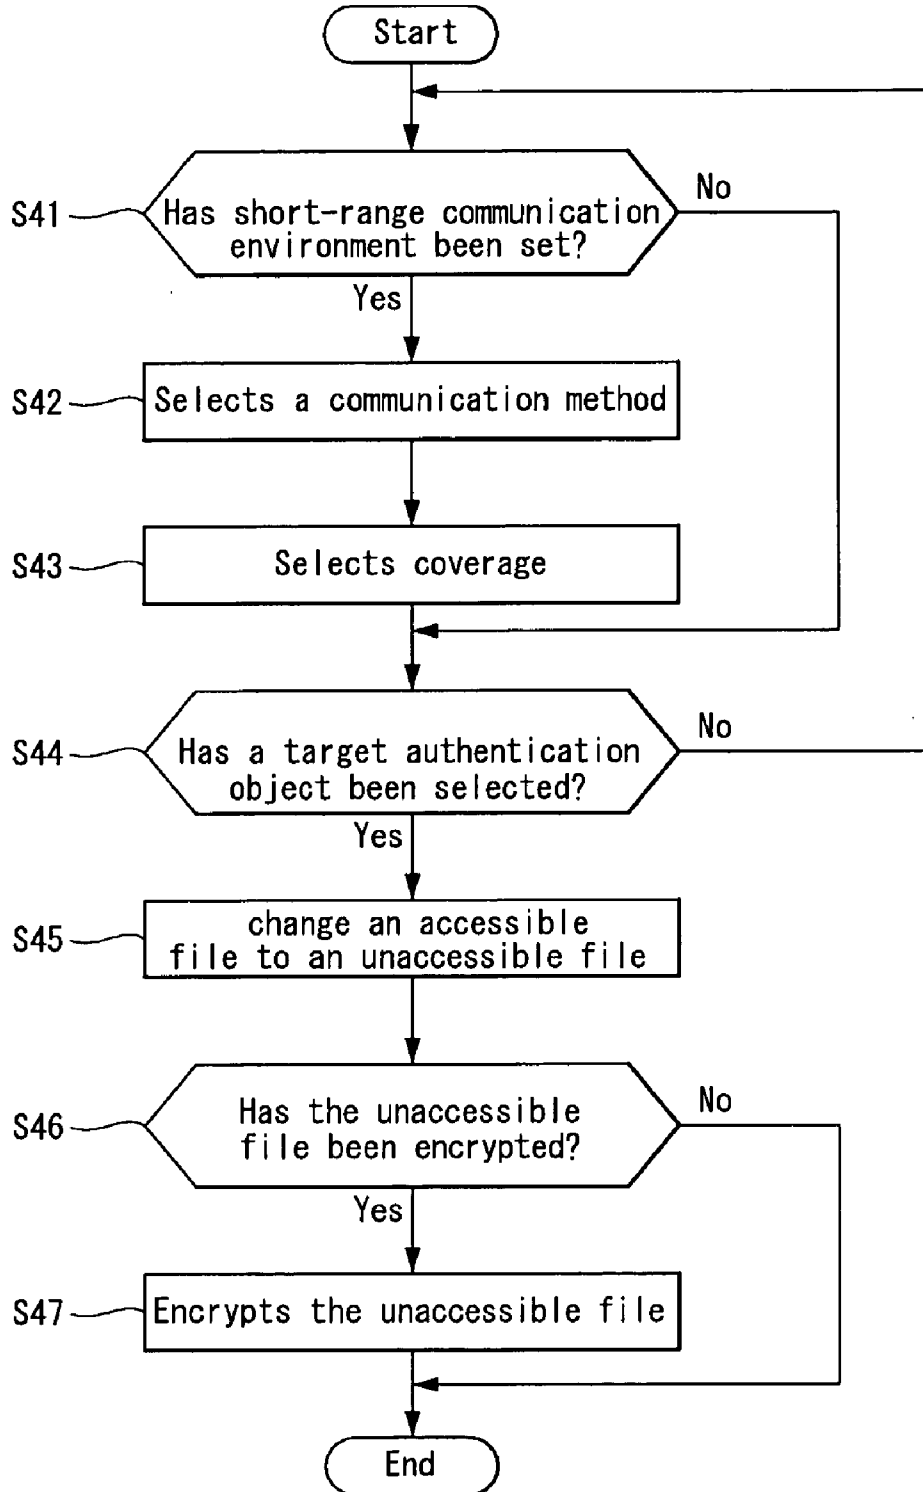 Start
No
S41
Has short-range communication
environment been set?
Yes
S42
Selects a communication method
S43
Selects coverage
No
S44
Has a target authentication
object been selected?
Yes
S45
change an accessible
file to an unaccessible file
No
S46
Has the unaccessible
file been encrypted?
Yes
S47
Encrypts the unaccessible file
End